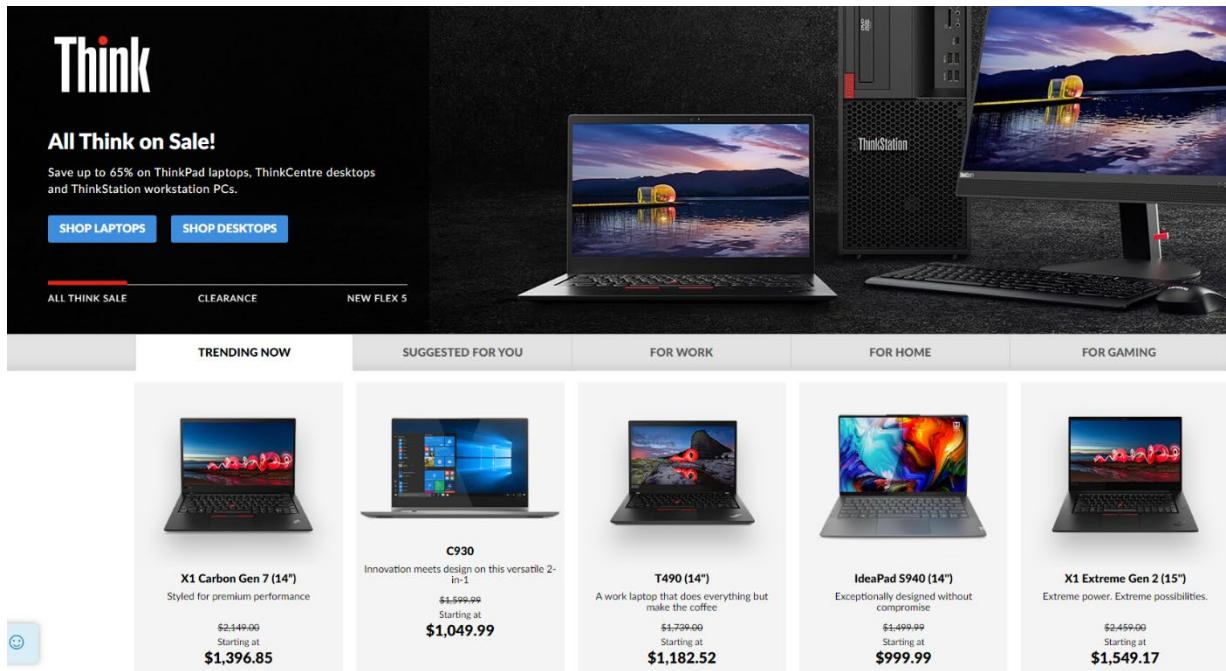 Think
All Think on Sale!
Save up to 65% on ThinkPad laptops, ThinkCentre desktops
and ThinkStation workstation PCs.
SHOP LAPTOPS
SHOP DESKTOPS
ALL THINK SALE
CLEARANCE
NEW FLEX 5
ThinkStation
TRENDING NOW
SUGGESTED FOR YOU
FOR WORK
FOR HOME
FOR GAMING
X1 Carbon Gen 7 (14")
Styled for premium performance
$2,149.00
Starting at
$1,396.85
C930
Innovation meets design on this versatile 2-
in-1
$1,599.99
Starting at
$1,049.99
T490 (14")
A work laptop that does everything but
make the coffee
$1,739.00
Starting at
$1,182.52
IdeaPad S940 (14")
Exceptionally designed without
compromise
$1,499.99
Starting at
$999.99
X1 Extreme Gen 2 (15")
Extreme power. Extreme possibilities.
$2,459.00
Starting at
$1,549.17